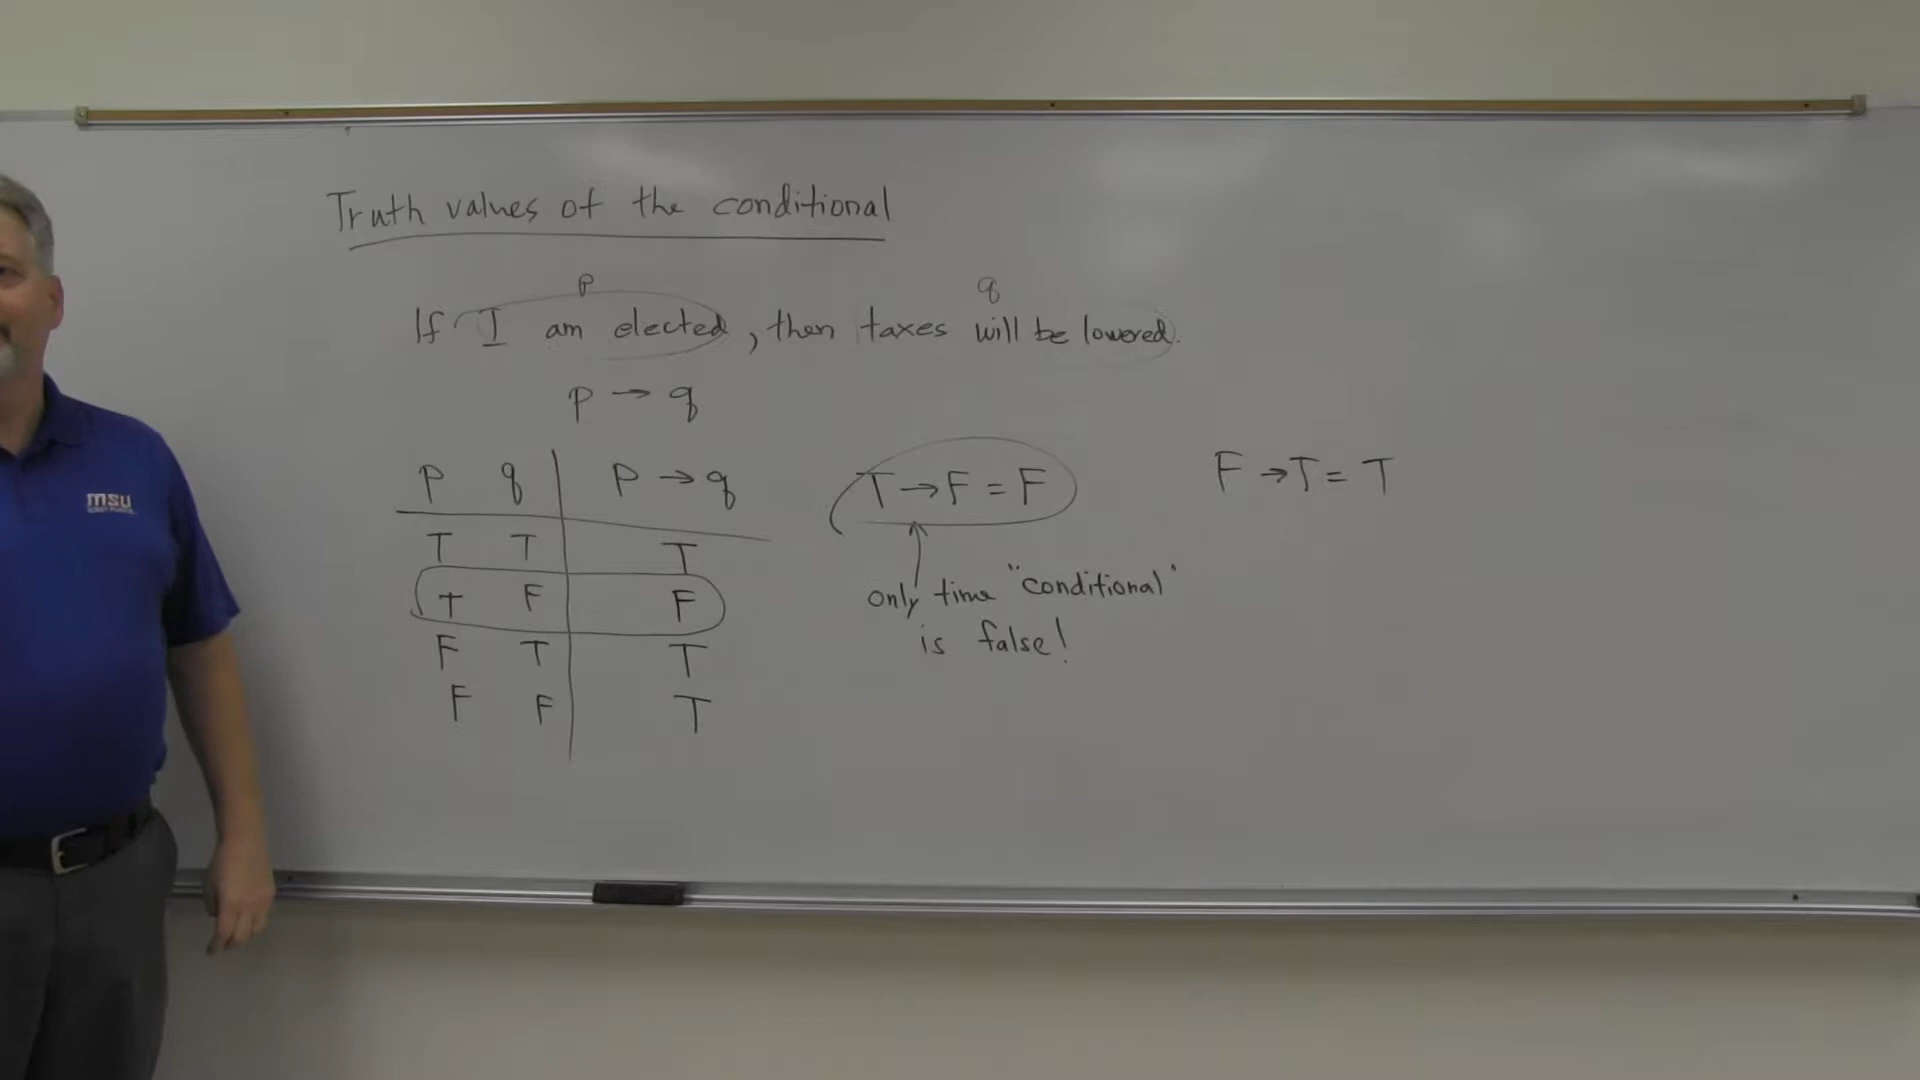 Truth values of the conditional
p q
If I am elected, then taxes will be lowered.
p → q
p q p → q
T T T
T F F
F T T
F F T
T → F = F
only time "conditional"
is false!
F → T = T
msu